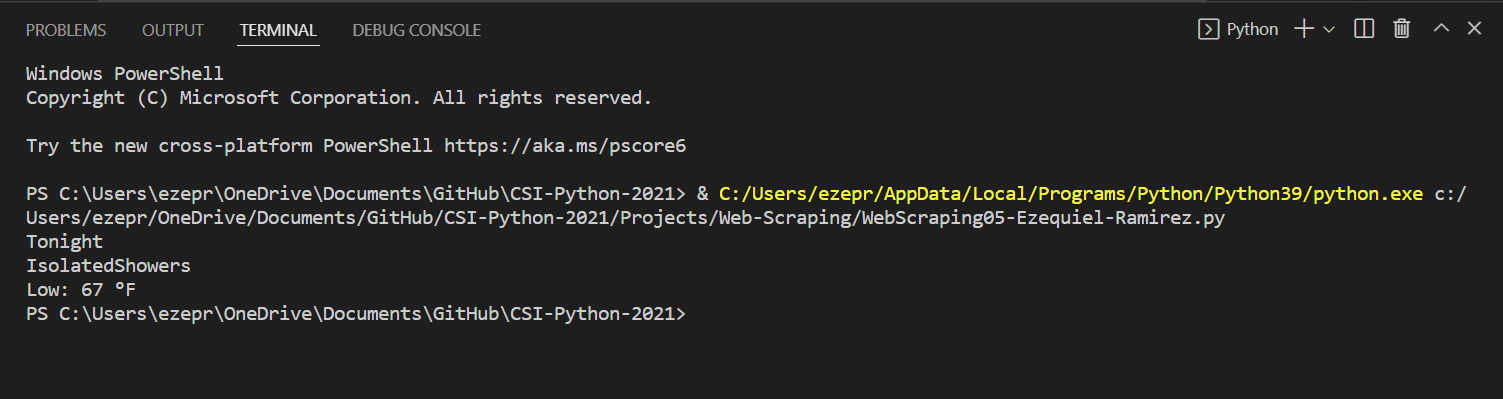 PROBLEMS OUTPUT TERMINAL DEBUG CONSOLE Python
Windows PowerShell
Copyright (C) Microsoft Corporation. All rights reserved.
Try the new cross-platform PowerShell https://aka.ms/pscore6
PS C:\Users\ezepr\OneDrive\Documents\GitHub\CSI-Python-2021> & C:/Users/ezepr/AppData/Local/Programs/Python/Python39/python.exe c:/
Users/ezepr/OneDrive/Documents/GitHub/CSI-Python-2021/Projects/Web-Scraping/WebScraping05-Ezequiel-Ramirez.py
Tonight
IsolatedShowers
Low: 67 °F
PS C:\Users\ezepr\OneDrive\Documents\GitHub\CSI-Python-2021>